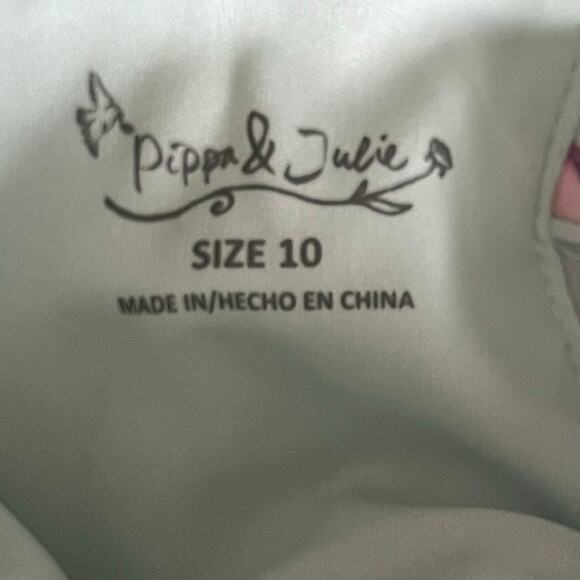 Pippa & Julie
SIZE 10
MADE IN/HECHO EN CHINA